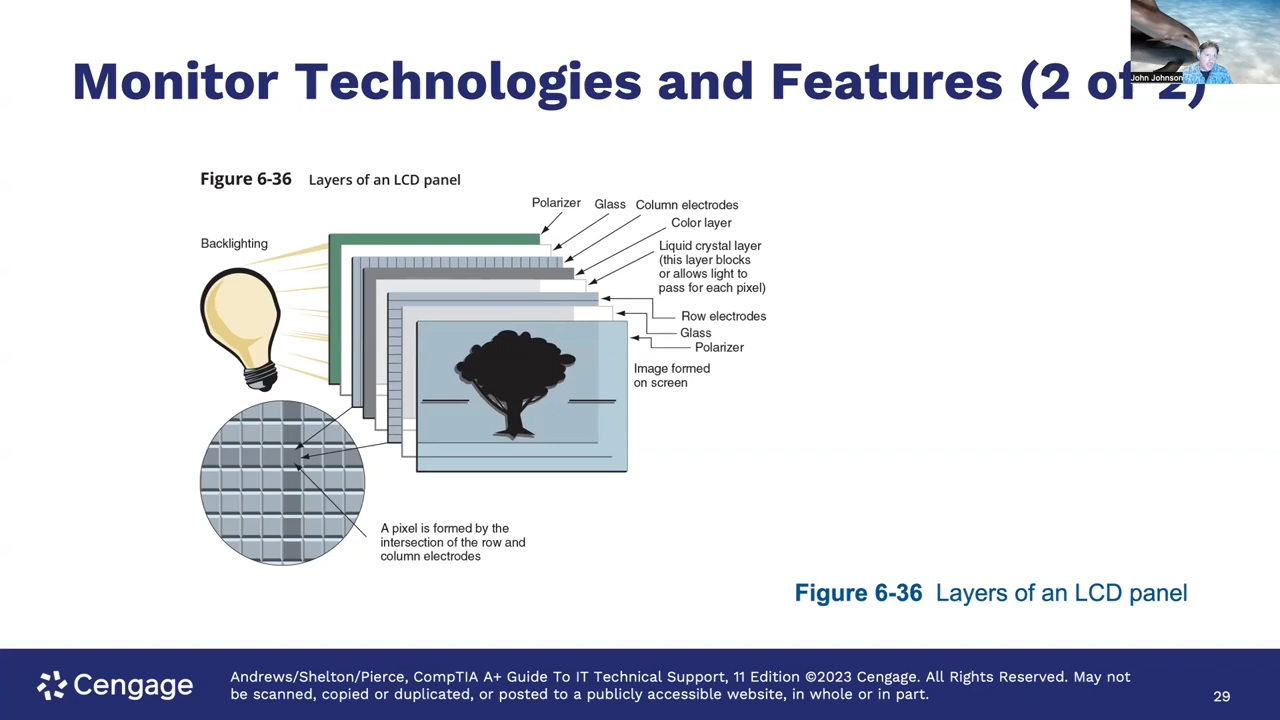 Monitor Technologies and Features (2 of 2)
John Johnson
Figure 6-36 Layers of an LCD panel
Polarizer
Glass
Column electrodes
Color layer
Backlighting
Liquid crystal layer
(this layer blocks
or allows light to
pass for each pixel)
Row electrodes
Glass
Polarizer
Image formed
on screen
A pixel is formed by the
intersection of the row and
column electrodes
Figure 6-36 Layers of an LCD panel
Cengage
Andrews/Shelton/Pierce, CompTIA A+ Guide To IT Technical Support, 11 Edition ©2023 Cengage. All Rights Reserved. May not
be scanned, copied or duplicated, or posted to a publicly accessible website, in whole or in part.
29